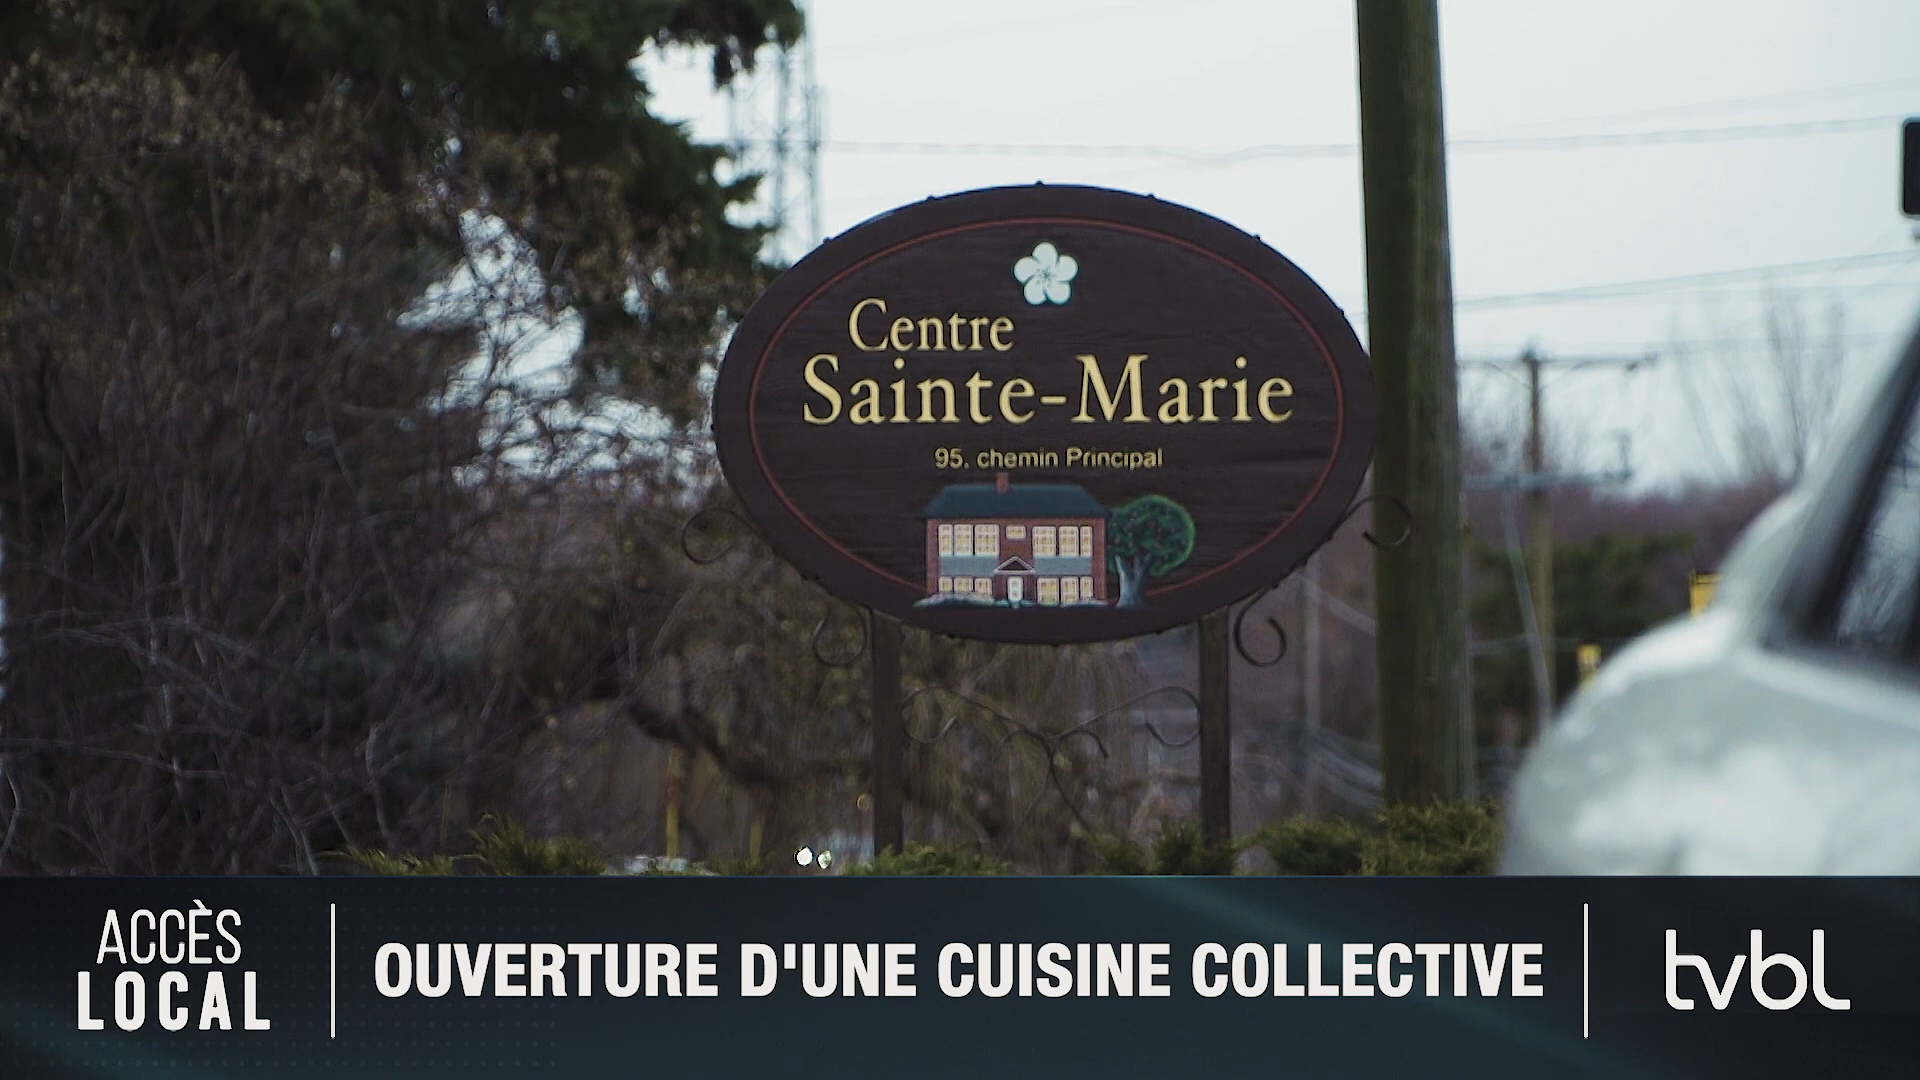 Centre
Sainte-Marie
95, chemin Principal
ACCÈS
LOCAL
OUVERTURE D'UNE CUISINE COLLECTIVE
tvbl